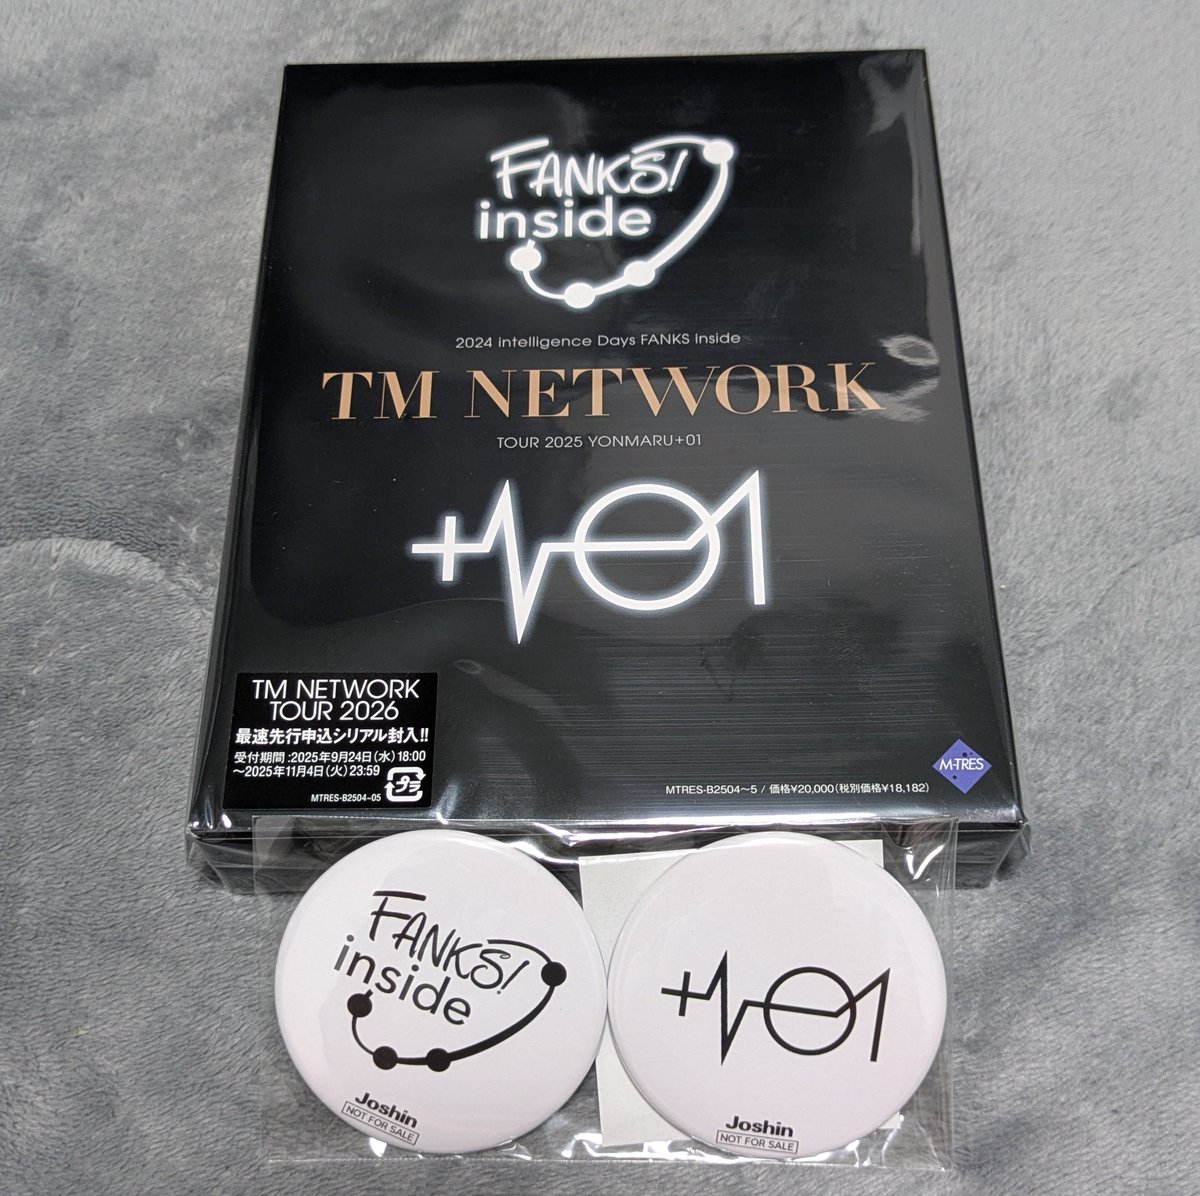 FANKS!
inside
2024 intelligence Days FANKS inside
TM NETWORK
TOUR 2025 YONMARU+01
+01
TM NETWORK
TOUR 2026
最速先行申込シリアル封入!!
受付期間:2025年9月24日(水)18:00
〜2025年11月4日(火)23:59
プラ
MTRES-B2504-05
M-TRES
MTRES-B2504〜5 / 価格¥20,000(税別価格¥18,182)
FANKS!
inside
Joshin
NOT FOR SALE
+01
Joshin
NOT FOR SALE